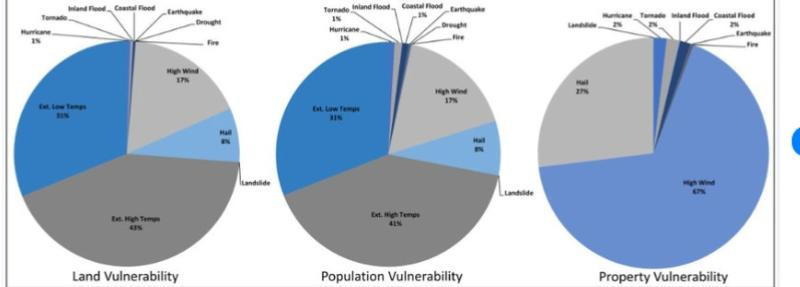 Inland Flood
Coastal Flood
Earthquake
Tornado
Drought
Hurricane
1%
Fire
High Wind
17%
Ext. Low Temps
31%
Hail
8%
Landslide
Ext. High Temps
43%
Land Vulnerability
Tornado
1%
Inland Flood
Coastal Flood
1%
Earthquake
Hurricane
1%
Drought
Fire
High Wind
17%
Ext. Low Temps
31%
Hail
8%
Landslide
Ext. High Temps
41%
Population Vulnerability
Hurricane
2%
Tornado
2%
Inland Flood
Coastal Flood
2%
Landslide
Earthquake
Fire
Hail
27%
High Wind
67%
Property Vulnerability